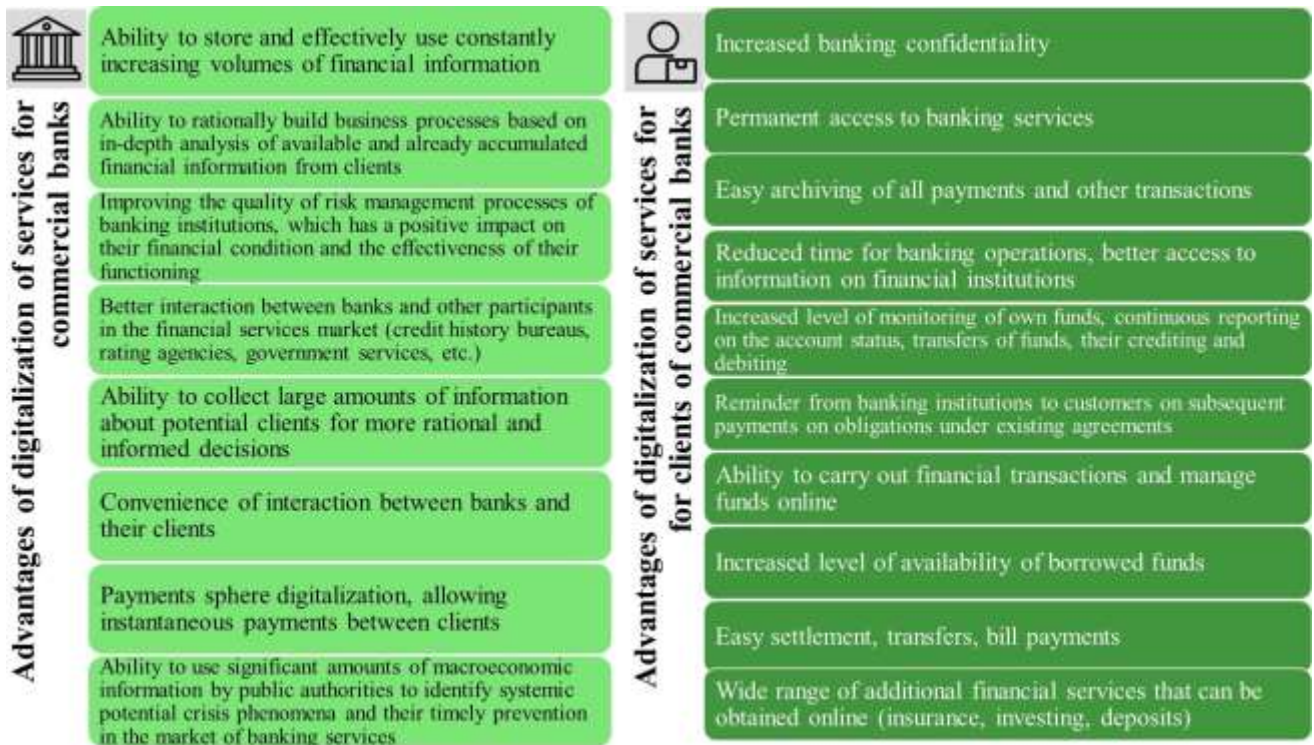 Advantages of digitalization of services for
commercial banks
Ability to store and effectively use constantly
increasing volumes of financial information
Ability to rationally build business processes based on
in-depth analysis of available and already accumulated
financial information from clients
Improving the quality of risk management processes of
banking institutions, which has a positive impact on
their financial condition and the effectiveness of their
functioning
Better interaction between banks and other participants
in the financial services market (credit history bureaus,
rating agencies, government services, etc.)
Ability to collect large amounts of information
about potential clients for more rational and
informed decisions
Convenience of interaction between banks and
their clients
Payments sphere digitalization, allowing
instantaneous payments between clients
Ability to use significant amounts of macroeconomic
information by public authorities to identify systemic
potential crisis phenomena and their timely prevention
in the market of banking services
Advantages of digitalization of services for
for clients of commercial banks
Increased banking confidentiality
Permanent access to banking services
Easy archiving of all payments and other transactions
Reduced time for banking operations, better access to
information on financial institutions
Increased level of monitoring of own funds, continuous reporting
on the account status, transfers of funds, their crediting and
debiting
Reminder from banking institutions to customers on subsequent
payments on obligations under existing agreements
Ability to carry out financial transactions and manage
funds online
Increased level of availability of borrowed funds
Easy settlement, transfers, bill payments
Wide range of additional financial services that can be
obtained online (insurance, investing, deposits)